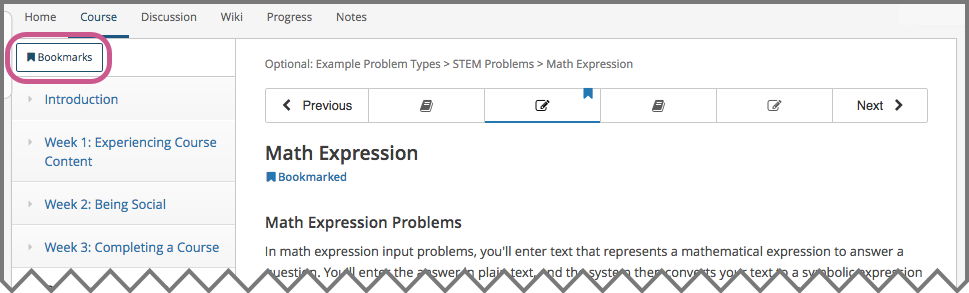 Home Course Discussion Wiki Progress Notes
Bookmarks
Introduction
Week 1: Experiencing Course
Content
Week 2: Being Social
Week 3: Completing a Course
Optional: Example Problem Types > STEM Problems > Math Expression
Previous Next
Math Expression
Bookmarked
Math Expression Problems
In math expression input problems, you'll enter text that represents a mathematical expression to answer a
question. You'll enter the answer in plain text, and the system then converts your text to a symbolic expression